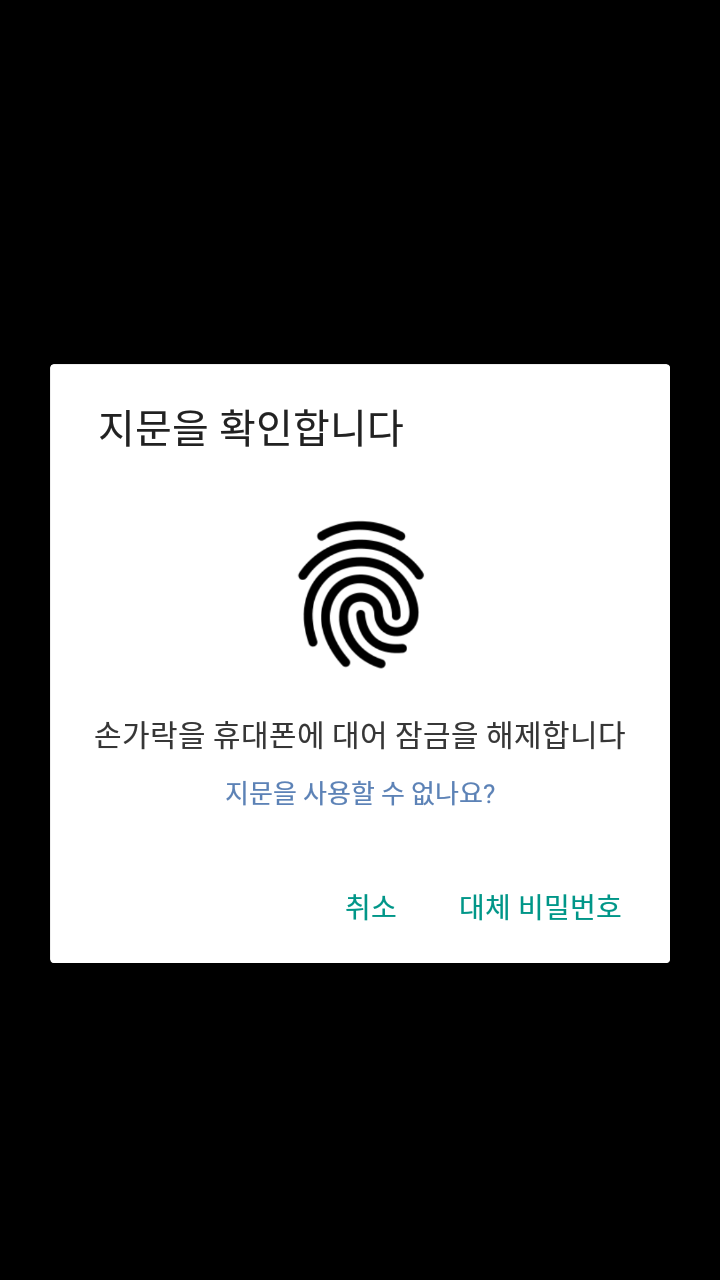 지문을 확인합니다
손가락을 휴대폰에 대어 잠금을 해제합니다
지문을 사용할 수 없나요?
취소 대체 비밀번호